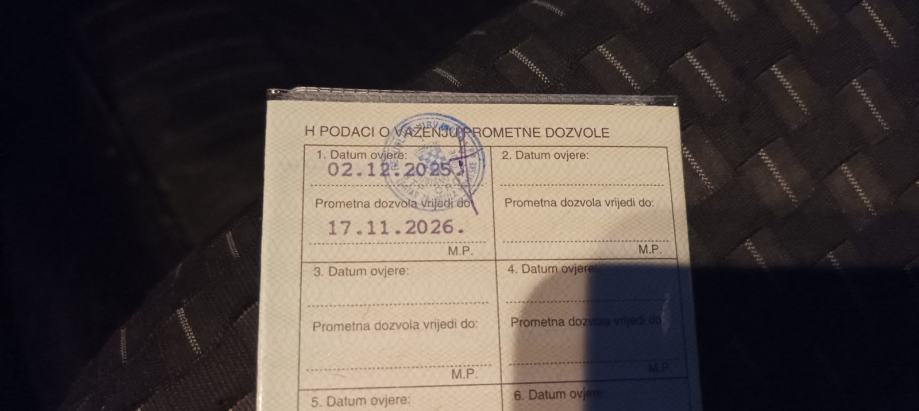 H PODACI O VAŽENJU PROMETNE DOZVOLE
1. Datum ovjere:
02.12.2025.
Prometna dozvola vrijedi do:
17.11.2026.
M.P.
2. Datum ovjere:
Prometna dozvola vrijedi do:
M.P.
3. Datum ovjere:
Prometna dozvola vrijedi do:
M.P.
4. Datum ovjere:
Prometna dozvola vrijedi do:
M.P.
5. Datum ovjere:
6. Datum ovjere: